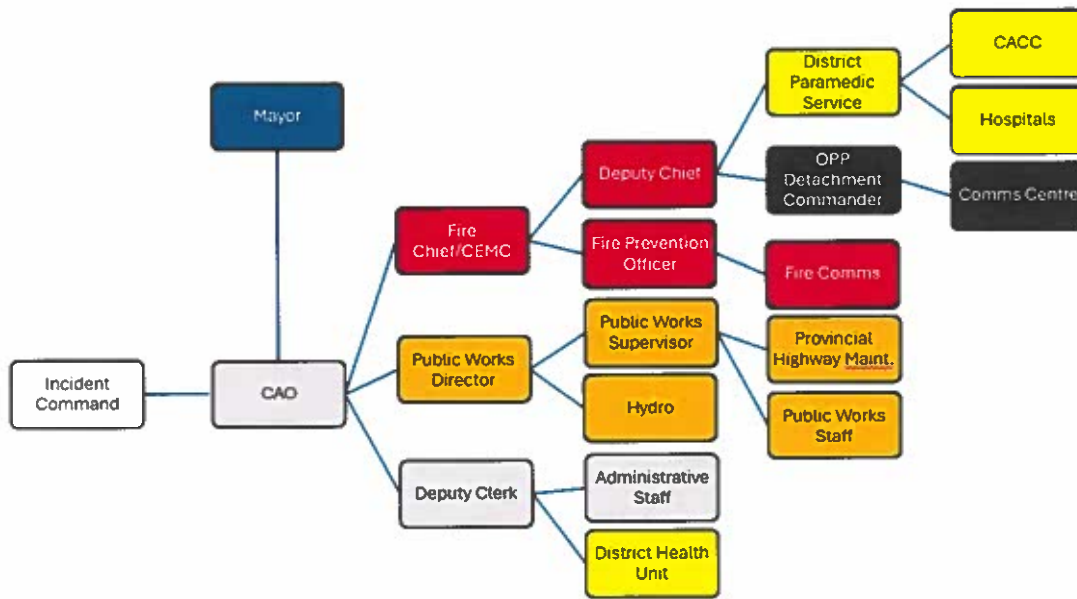 Mayor
Incident
Command
CAO
Fire
Chief/CEMC
Public Works
Director
Deputy Clerk
Deputy Chief
Fire Prevention
Officer
Public Works
Supervisor
Hydro
Administrative
Staff
District Health
Unit
District
Paramedic
Service
OPP
Detachment
Commander
Fire Comms
Provincial
Highway Maint.
Public Works
Staff
CACC
Hospitals
Comms Centre